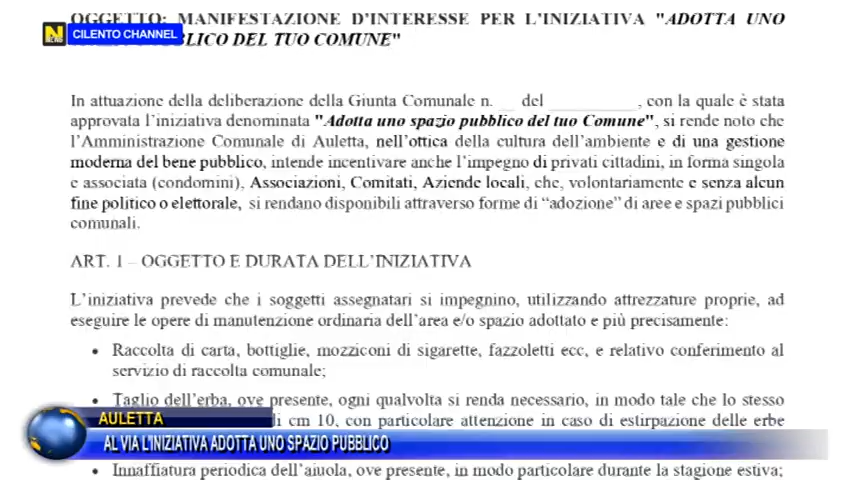 OGGETTO: MANIFESTAZIONE D'INTERESSE PER L'INIZIATIVA "ADOTTA UNO
CILENTO CHANNEL
BLICO DEL TUO COMUNE"
In attuazione della deliberazione della Giunta Comunale n. __ del __________, con la quale è stata
approvata l'iniziativa denominata "Adotta uno spazio pubblico del tuo Comune", si rende noto che
l'Amministrazione Comunale di Auletta, nell'ottica della cultura dell'ambiente e di una gestione
moderna del bene pubblico, intende incentivare anche l'impegno di privati cittadini, in forma singola
e associata (condomini), Associazioni, Comitati, Aziende locali, che, volontariamente e senza alcun
fine politico o elettorale, si rendano disponibili attraverso forme di "adozione" di aree e spazi pubblici
comunali.
ART. 1 – OGGETTO E DURATA DELL'INIZIATIVA
L'iniziativa prevede che i soggetti assegnatari si impegnino, utilizzando attrezzature proprie, ad
eseguire le opere di manutenzione ordinaria dell'area e/o spazio adottato e più precisamente:
• Raccolta di carta, bottiglie, mozziconi di sigarette, fazzoletti ecc, e relativo conferimento al
servizio di raccolta comunale;
• Taglio dell'erba, ove presente, ogni qualvolta si renda necessario, in modo tale che lo stesso
AULETTA
di cm 10, con particolare attenzione in caso di estirpazione delle erbe
AL VIA L'INIZIATIVA ADOTTA UNO SPAZIO PUBBLICO
• Innaffiatura periodica dell'aiuola, ove presente, in modo particolare durante la stagione estiva;